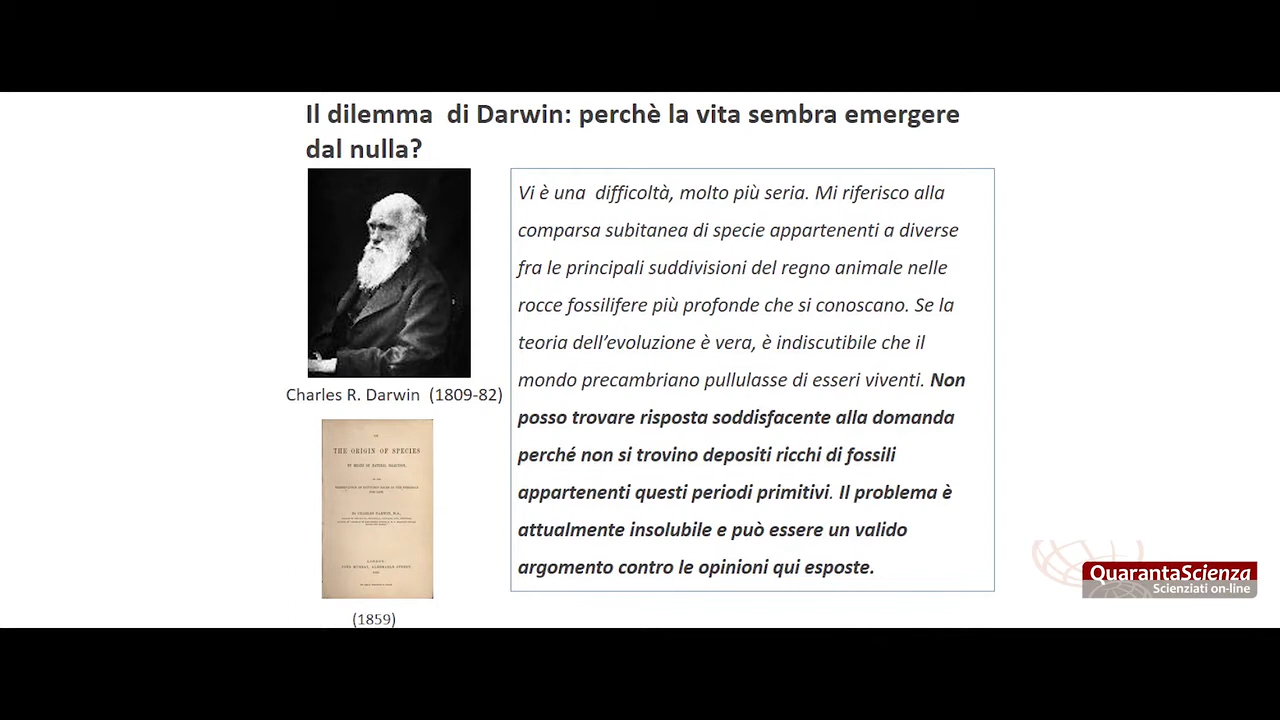 Il dilemma di Darwin: perchè la vita sembra emergere
dal nulla?
Vi è una difficoltà, molto più seria. Mi riferisco alla
comparsa subitanea di specie appartenenti a diverse
fra le principali suddivisioni del regno animale nelle
rocce fossilifere più profonde che si conoscano. Se la
teoria dell’evoluzione è vera, è indiscutibile che il
mondo precambriano pullulasse di esseri viventi. Non
posso trovare risposta soddisfacente alla domanda
perché non si trovino depositi ricchi di fossili
appartenenti questi periodi primitivi. Il problema è
attualmente insolubile e può essere un valido
argomento contro le opinioni qui esposte.
Charles R. Darwin (1809-82)
THE ORIGIN OF SPECIES
LONDON:
(1859)
QuarantaScienza
Scienziati on-line